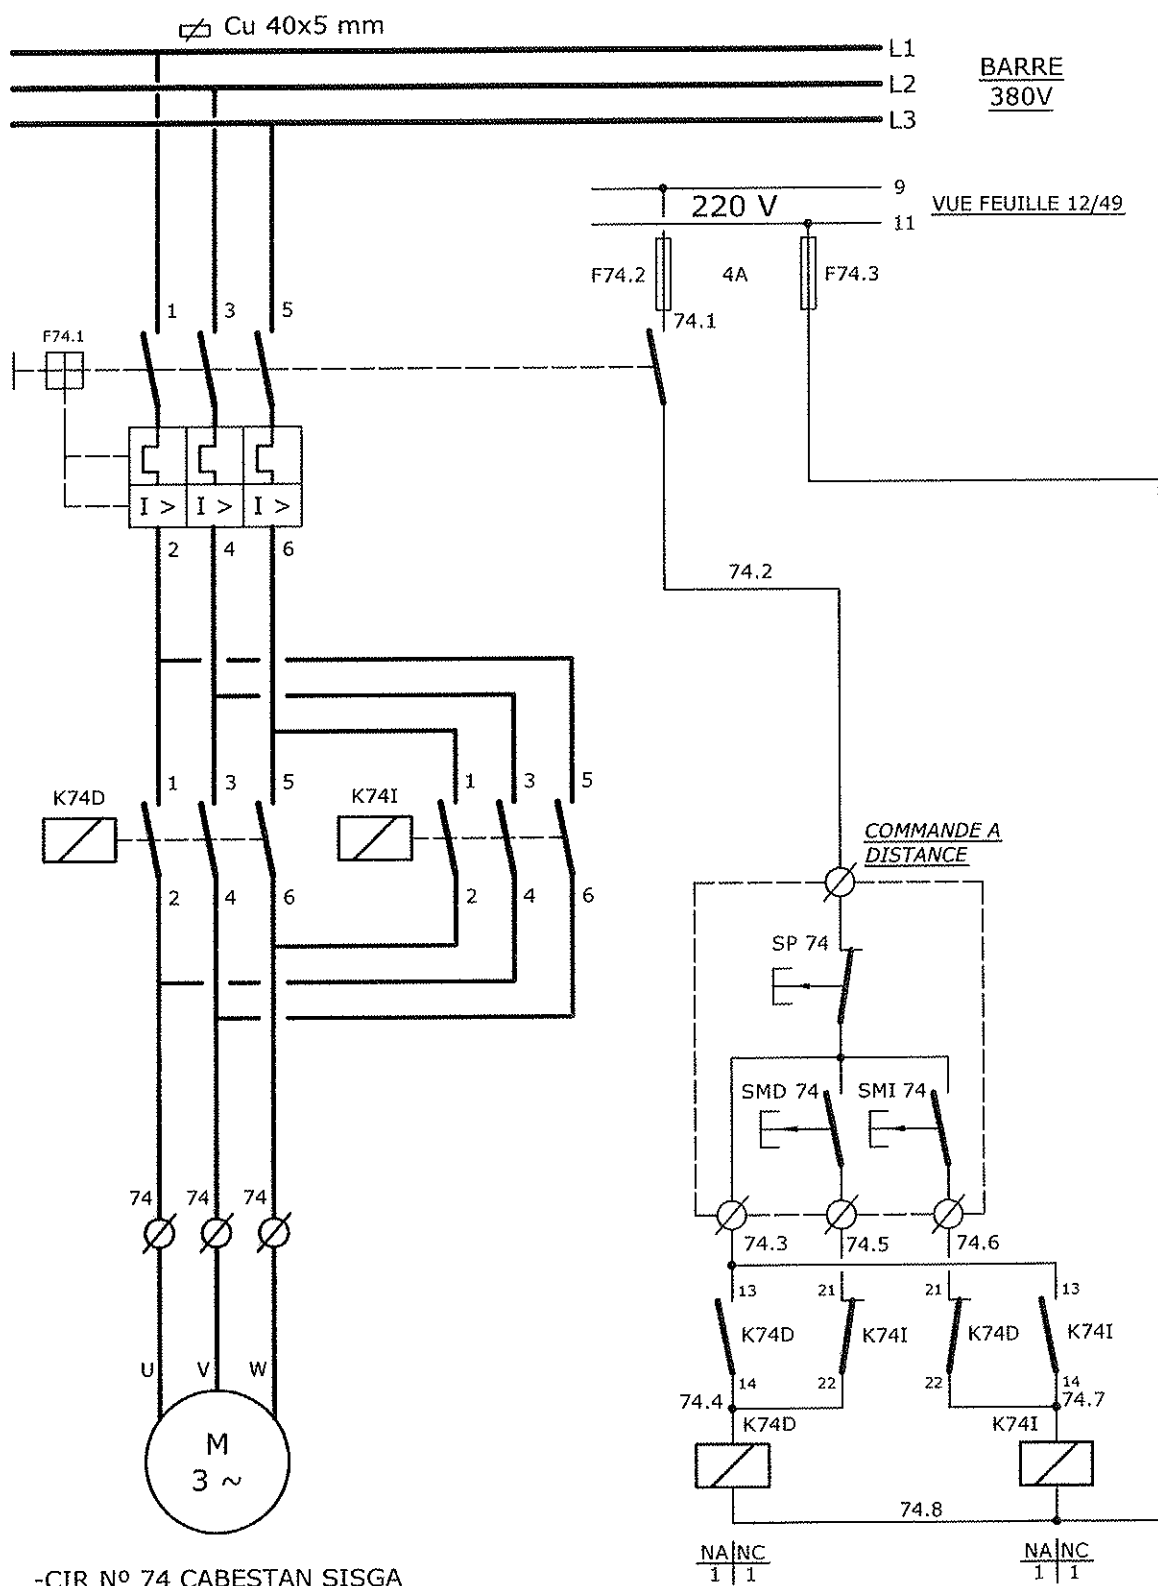 Cu 40x5 mm
L1
L2
L3
BARRE
380V
9
220 V
11
VUE FEUILLE 12/49
F74.2
4A
F74.3
74.1
1
3
5
F74.1
I >
I >
I >
2
4
6
74.2
1
3
5
K74D
1
3
5
K74I
2
4
6
2
4
6
COMMANDE A
DISTANCE
SP 74
SMD 74
SMI 74
74
74
74
74.3
74.5
74.6
13
21
21
13
K74D
K74I
K74D
K74I
14
22
22
14
74.4
74.7
K74D
K74I
U
V
W
M
3 ~
74.8
NA NC
1 1
NA NC
1 1
-CIR Nº 74 CABESTAN SISGA